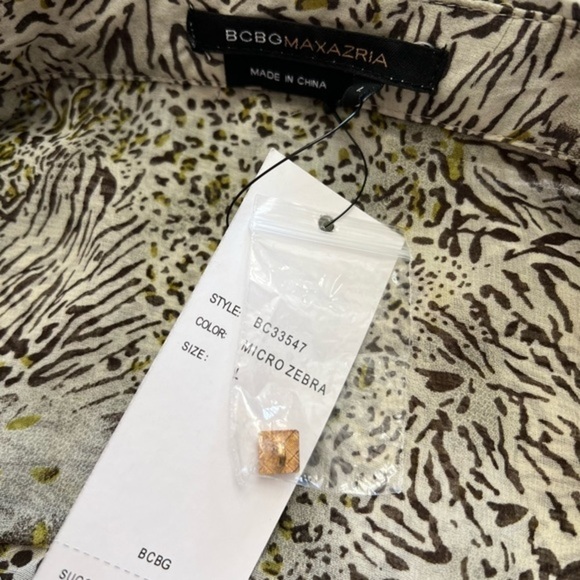 BCBGMAXAZRIA
MADE IN CHINA
L
STYLE: BC33547
COLOR: MICRO ZEBRA
SIZE: L
BCBG